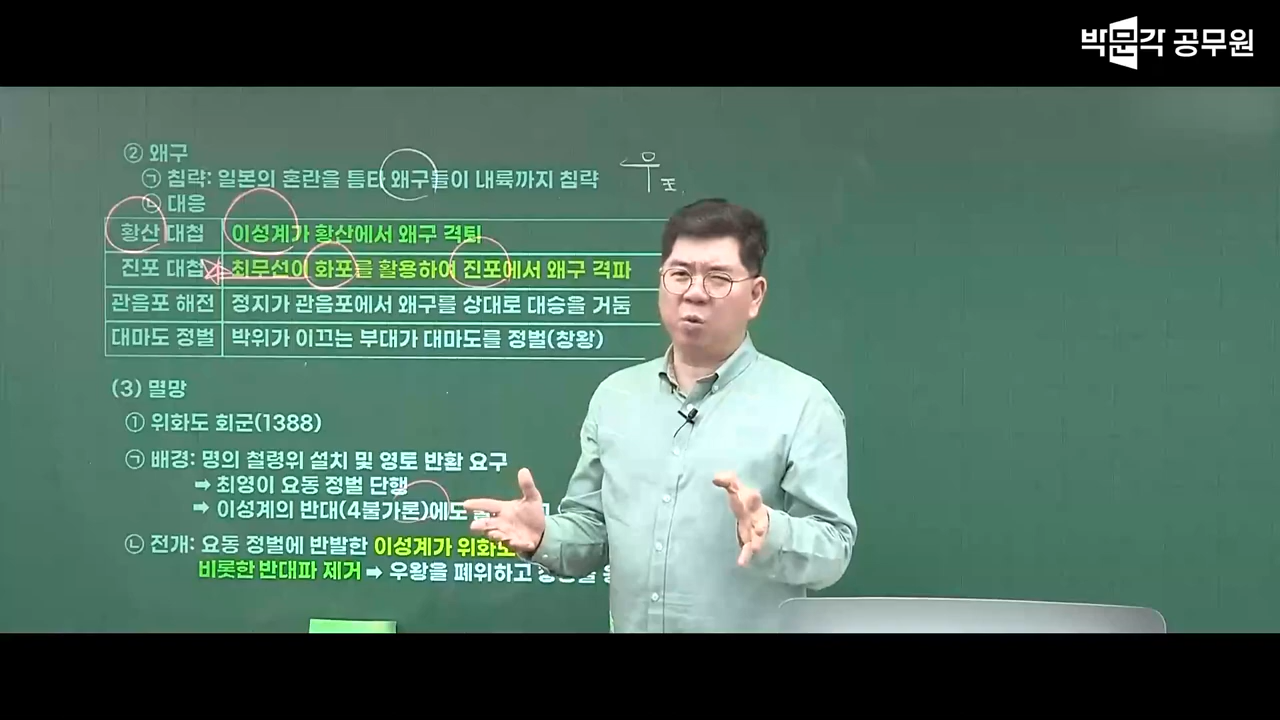 박문각 공무원
② 왜구
㉠ 침략: 일본의 혼란을 틈타 왜구들이 내륙까지 침략
우
조
㉡ 대응
황산 대첩 이성계가 황산에서 왜구 격퇴
진포 대첩 최무선이 화포를 활용하여 진포에서 왜구 격파
관음포 해전 정지가 관음포에서 왜구를 상대로 대승을 거둠
대마도 정벌 박위가 이끄는 부대가 대마도를 정벌(창왕)
(3) 멸망
① 위화도 회군(1388)
㉠ 배경: 명의 철령위 설치 및 영토 반환 요구
➡ 최영이 요동 정벌 단행
➡ 이성계의 반대(4불가론)에도
㉡ 전개: 요동 정벌에 반발한 이성계가 위화도
비롯한 반대파 제거 ➡ 우왕을 폐위하고